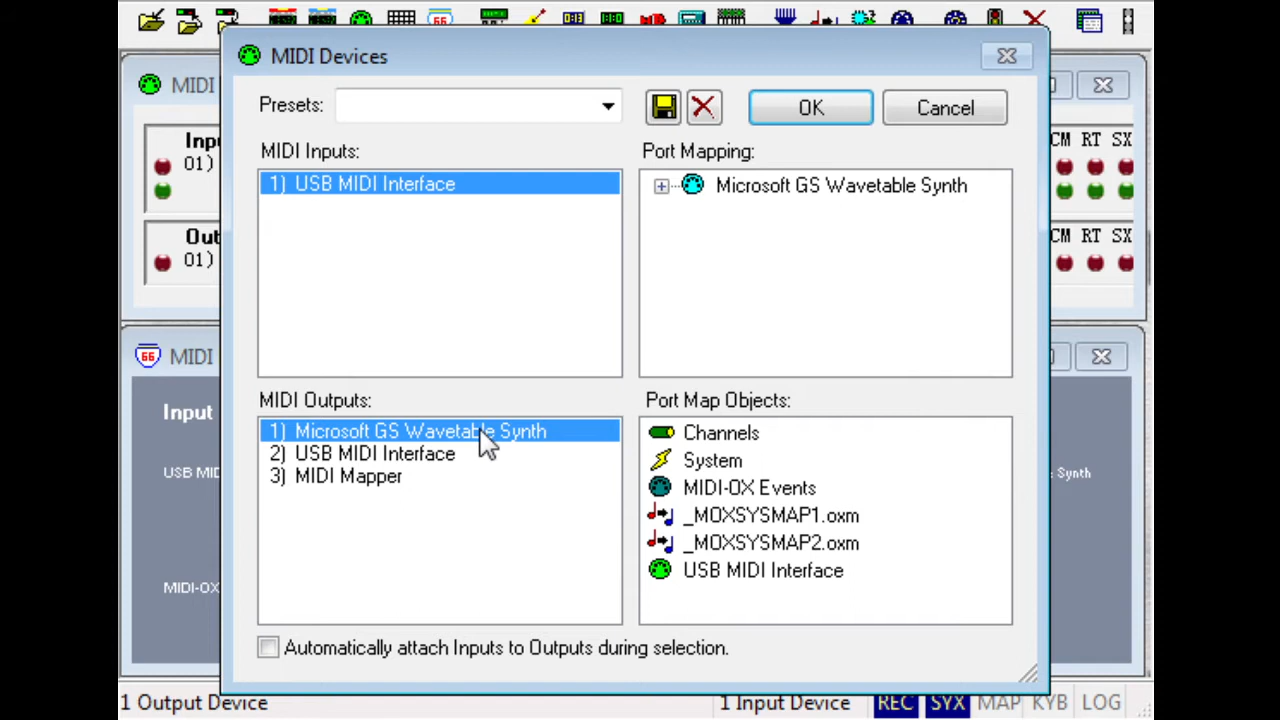 MIDI Devices
Presets:
OK
Cancel
MIDI Inputs:
1) USB MIDI Interface
Port Mapping:
Microsoft GS Wavetable Synth
MIDI Outputs:
1) Microsoft GS Wavetable Synth
2) USB MIDI Interface
3) MIDI Mapper
Port Map Objects:
Channels
System
MIDI-OX Events
_MOXSYSMAP1.oxm
_MOXSYSMAP2.oxm
USB MIDI Interface
Automatically attach Inputs to Outputs during selection.
MIDI
01)
CM RT SX
01)
CM RT SX
66
66 MIDI
Input
USB MID
Synth
MIDI-OX
1 Output Device
1 Input Device
REC SYX MAP KYB LOG